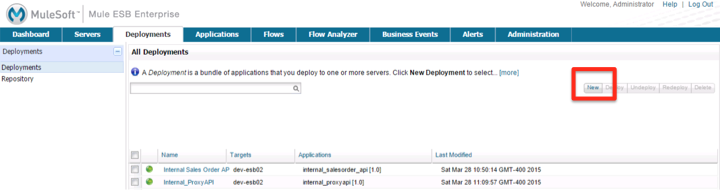 Welcome, Administrator Help | Log Out
MuleSoft™ | Mule ESB Enterprise
Dashboard Servers Deployments Applications Flows Flow Analyzer Business Events Alerts Administration
Deployments
All Deployments
Deployments
Repository
A Deployment is a bundle of applications that you deploy to one or more servers. Click New Deployment to select... [more]
New Deploy Undeploy Redeploy Delete
Name Targets Applications Last Modified
Internal Sales Order AP dev-esb02 internal_salesorder_api [1.0] Sat Mar 28 10:50:14 GMT-400 2015
Internal_ProxyAPI dev-esb02 internal_proxyapi [1.0] Sat Mar 28 11:09:57 GMT-400 2015